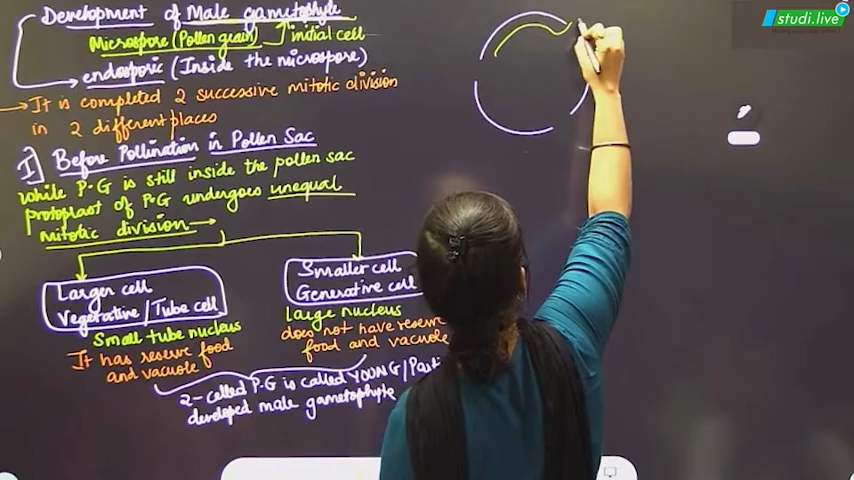 studi.live
Development of Male gametophyte
Microspore (Pollen grain) → initial cell
endosporic (Inside the microspore)
→ It is completed 2 successive mitotic division
in 2 different places
I] Before Pollination in Pollen Sac
While P.G is still inside the pollen sac
protoplast of P.G undergoes unequal
mitotic division →
Larger cell
Vegetative / Tube cell
Small tube nucleus
It has reserve food
and vacuole
Smaller cell
Generative cell
large nucleus
does not have reserve
food and vacuole
2-celled P.G is called YOUNG /
developed male gametophyte